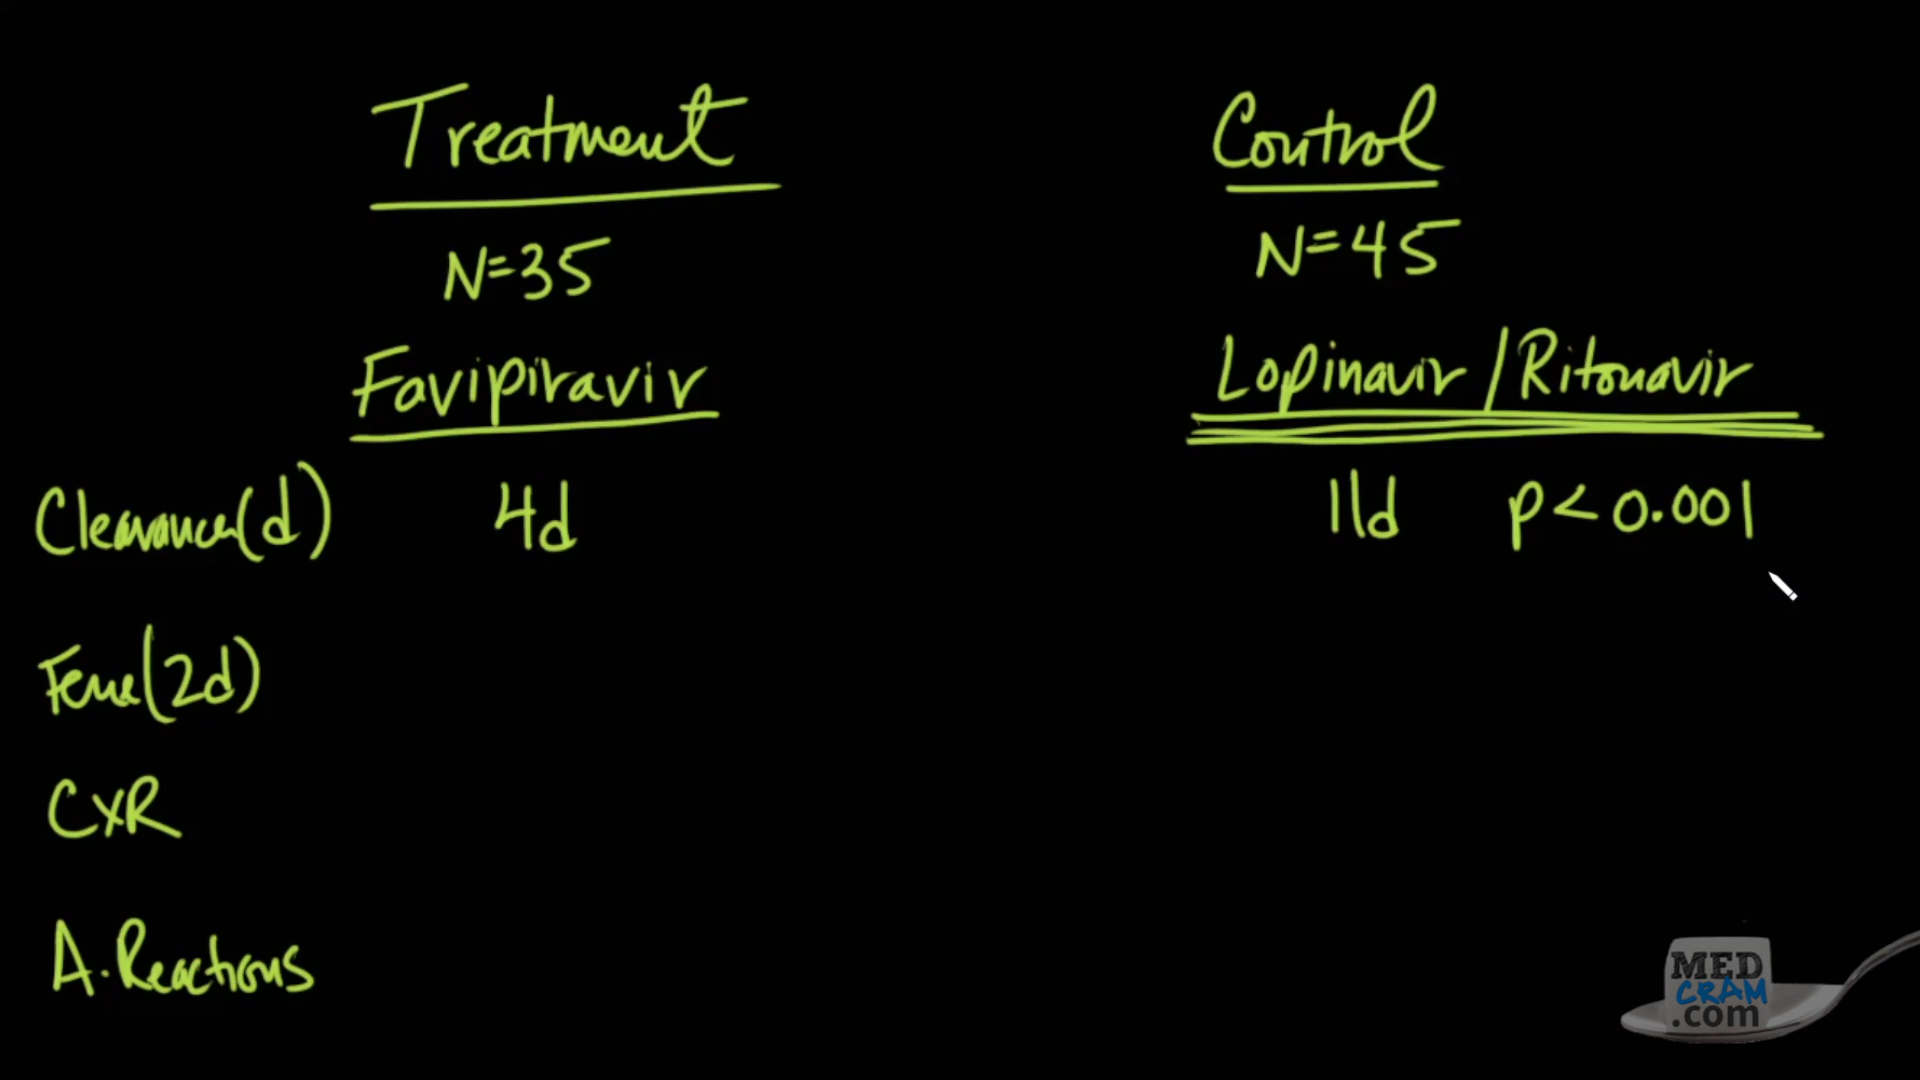 Treatment
Control
N=35
N=45
Favipiravir
Lopinavir/Ritonavir
Clearance(d)
4d
11d
p<0.001
Fever(2d)
CXR
A.Reactions
MED
CRAM
.com